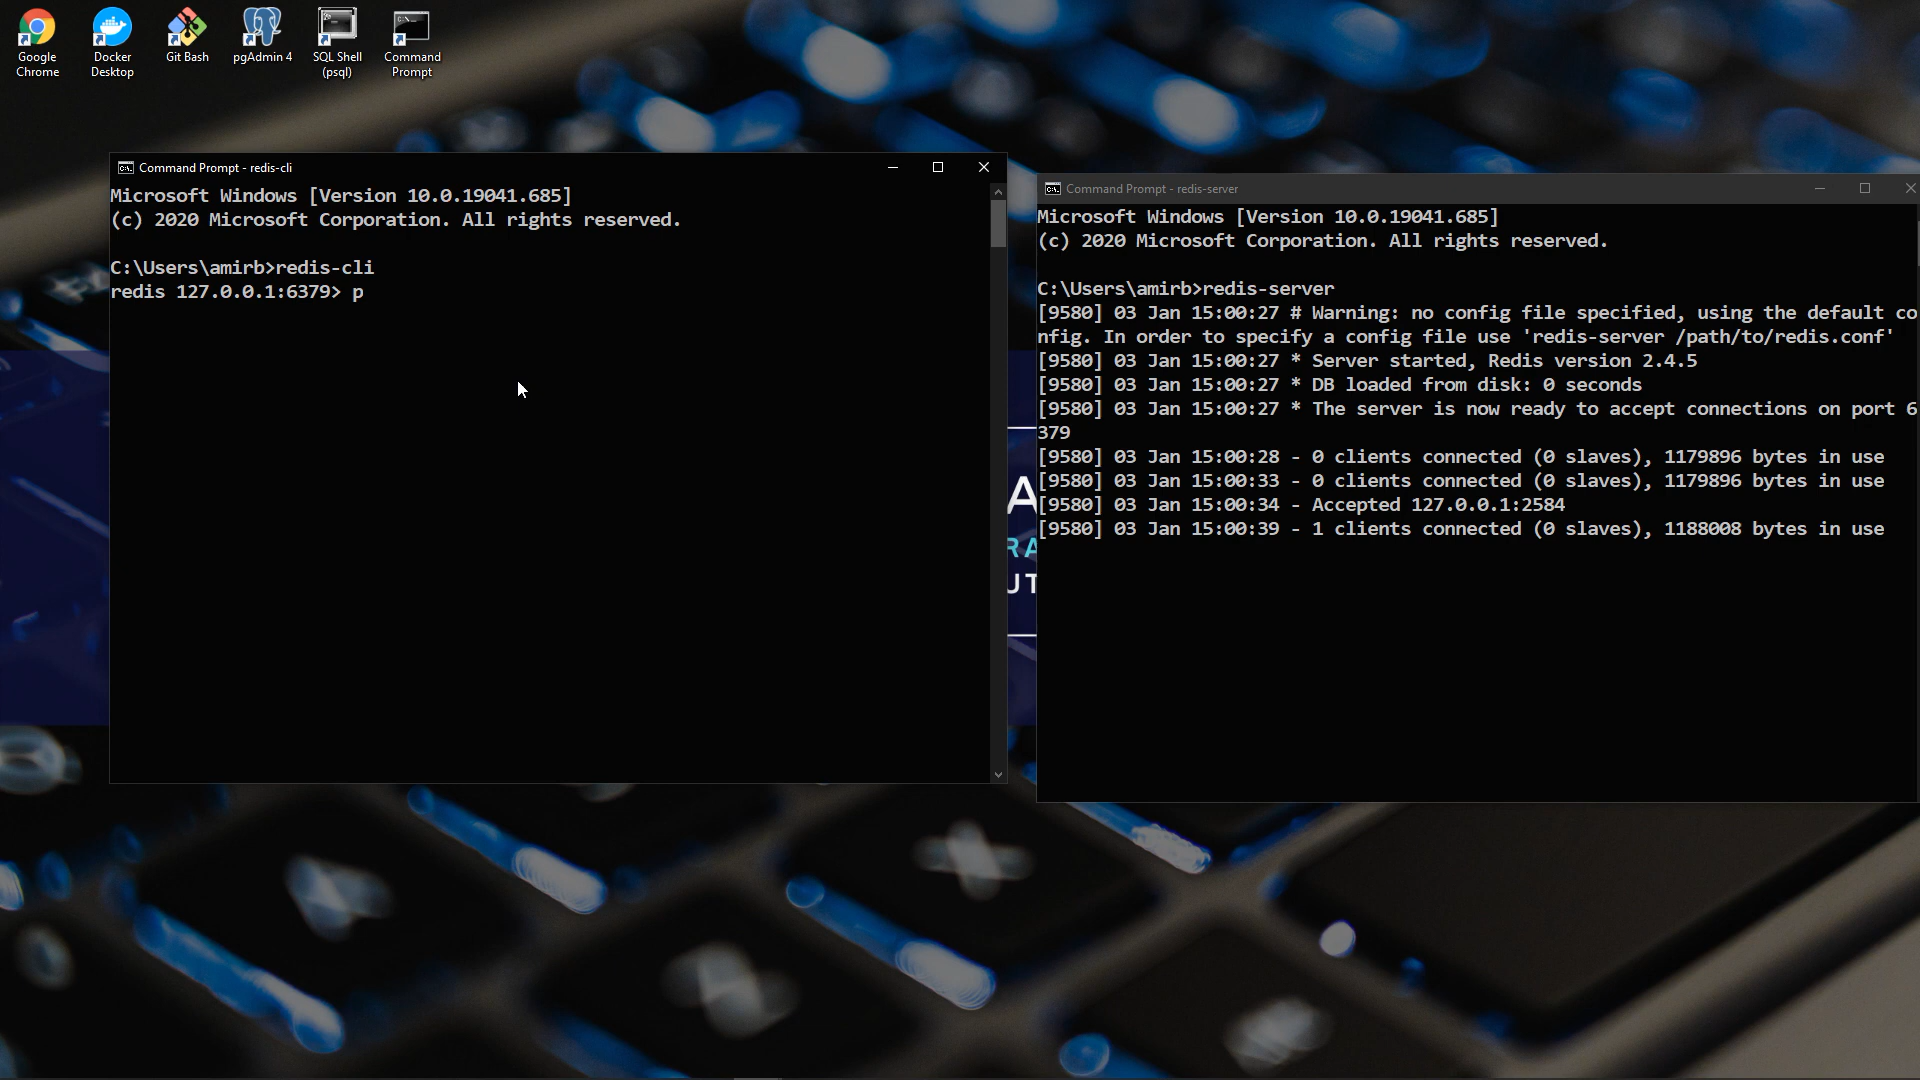 Google
Chrome
Docker
Desktop
Git Bash
pgAdmin 4
SQL Shell
(psql)
Command
Prompt
Command Prompt - redis-cli
Microsoft Windows [Version 10.0.19041.685]
(c) 2020 Microsoft Corporation. All rights reserved.
C:\Users\amirb>redis-cli
redis 127.0.0.1:6379> p
Command Prompt - redis-server
Microsoft Windows [Version 10.0.19041.685]
(c) 2020 Microsoft Corporation. All rights reserved.
C:\Users\amirb>redis-server
[9580] 03 Jan 15:00:27 # Warning: no config file specified, using the default co
nfig. In order to specify a config file use 'redis-server /path/to/redis.conf'
[9580] 03 Jan 15:00:27 * Server started, Redis version 2.4.5
[9580] 03 Jan 15:00:27 * DB loaded from disk: 0 seconds
[9580] 03 Jan 15:00:27 * The server is now ready to accept connections on port 6
379
[9580] 03 Jan 15:00:28 - 0 clients connected (0 slaves), 1179896 bytes in use
[9580] 03 Jan 15:00:33 - 0 clients connected (0 slaves), 1179896 bytes in use
[9580] 03 Jan 15:00:34 - Accepted 127.0.0.1:2584
[9580] 03 Jan 15:00:39 - 1 clients connected (0 slaves), 1188008 bytes in use